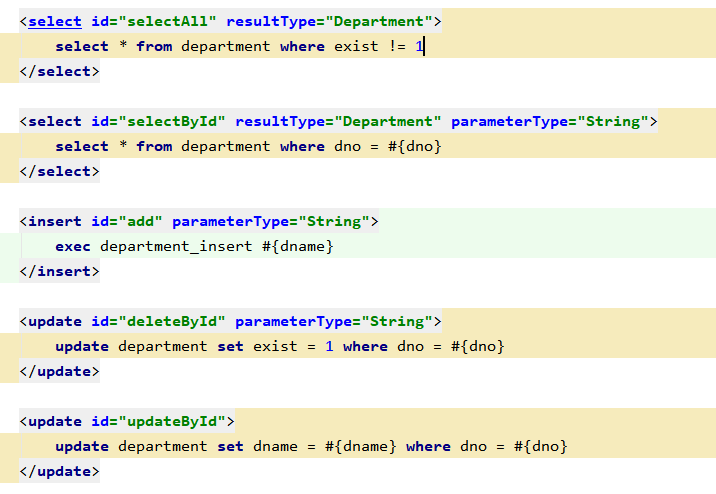 <select id="selectAll" resultType="Department">
    select * from department where exist != 1
</select>

<select id="selectById" resultType="Department" parameterType="String">
    select * from department where dno = #{dno}
</select>

<insert id="add" parameterType="String">
    exec department_insert #{dname}
</insert>

<update id="deleteById" parameterType="String">
    update department set exist = 1 where dno = #{dno}
</update>

<update id="updateById">
    update department set dname = #{dname} where dno = #{dno}
</update>